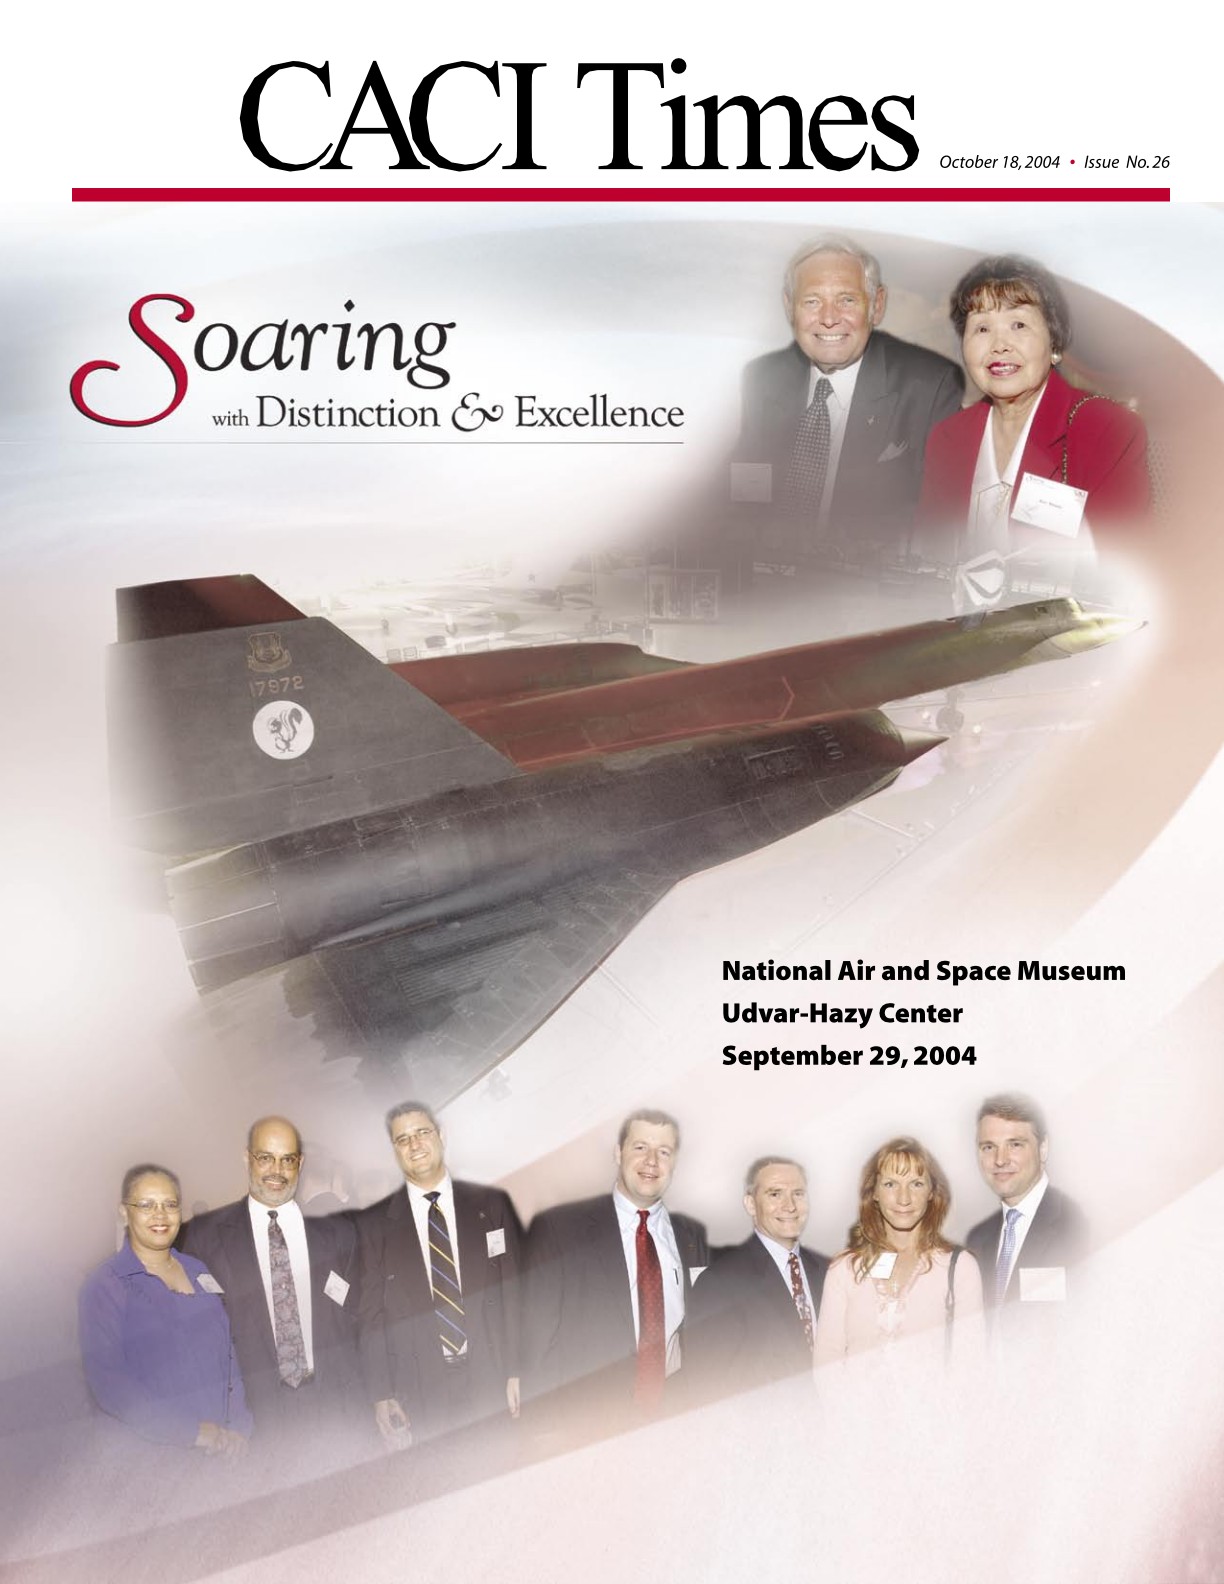 CACI Times
October 18, 2004 • Issue No. 26
Soaring
with Distinction & Excellence
17972
National Air and Space Museum
Udvar-Hazy Center
September 29, 2004